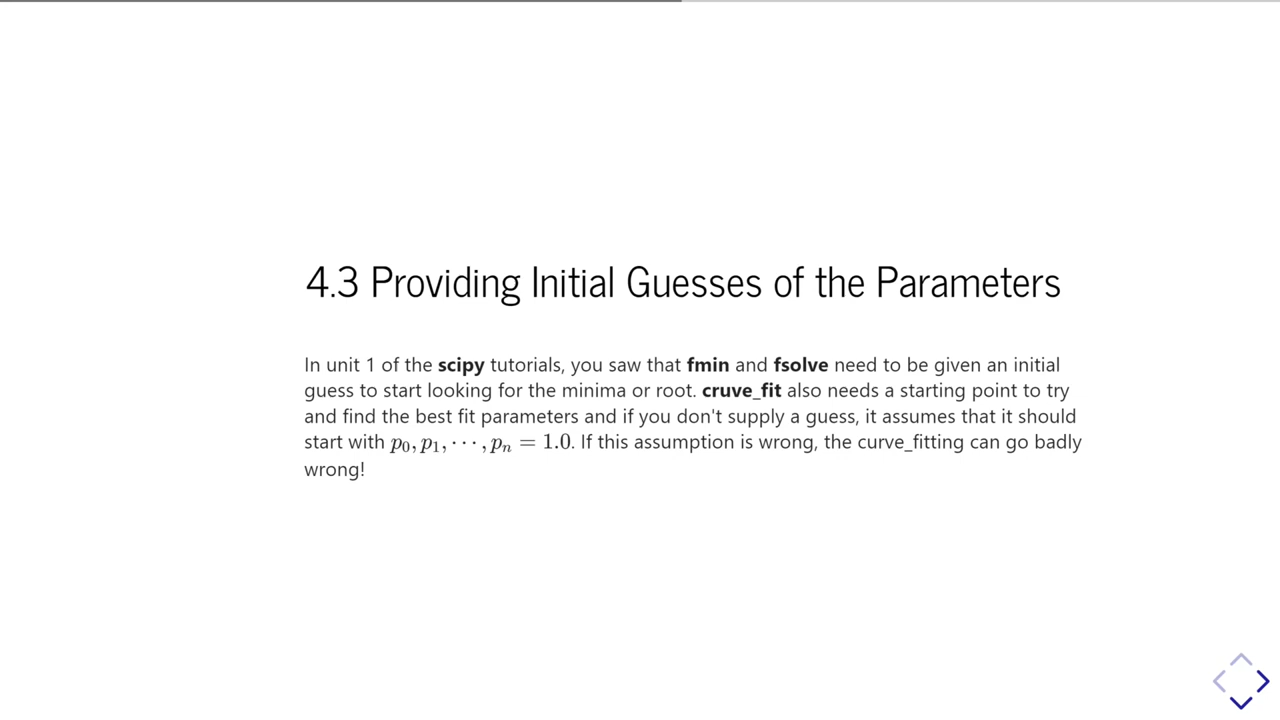 4.3 Providing Initial Guesses of the Parameters
In unit 1 of the scipy tutorials, you saw that fmin and fsolve need to be given an initial
guess to start looking for the minima or root. cruve_fit also needs a starting point to try
and find the best fit parameters and if you don't supply a guess, it assumes that it should
start with p₀, p₁, ⋯, pₙ = 1.0. If this assumption is wrong, the curve_fitting can go badly
wrong!